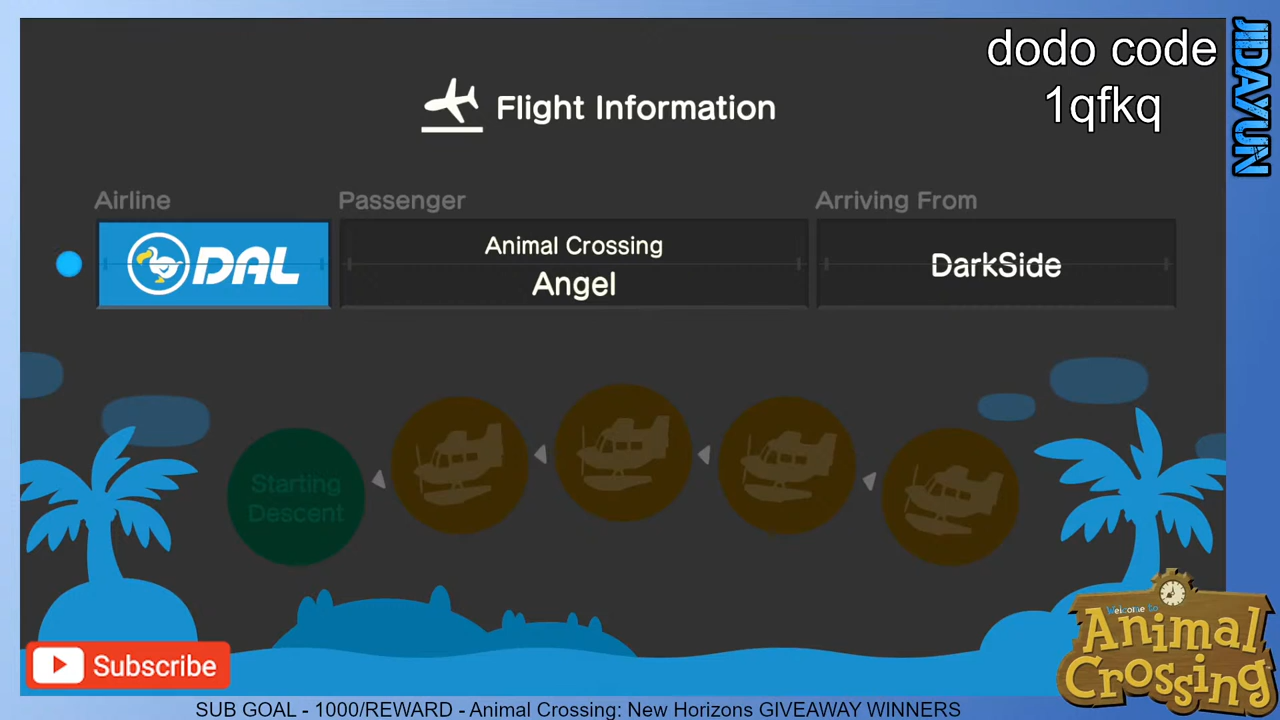 dodo code
1qfkq
JIDAVUN
Flight Information
Airline
Passenger
Arriving From
DAL
Animal Crossing
Angel
DarkSide
Starting
Descent
Welcome to
Animal
Crossing
Subscribe
SUB GOAL - 1000/REWARD - Animal Crossing: New Horizons GIVEAWAY WINNERS